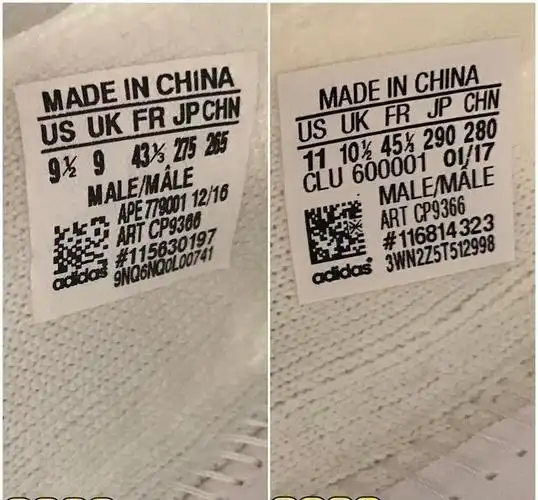 MADE IN CHINA
US UK FR JP CHN
9½ 9 43⅓ 275 265
MALE/MÂLE
APE 779001 12/16
ART CP9366
#115630197
9NQ6NQ0L00741
adidas
MADE IN CHINA
US UK FR JP CHN
11 10½ 45⅓ 290 280
CLU 600001 01/17
MALE/MÂLE
ART CP9366
#116814323
3WN2Z5T512998
adidas